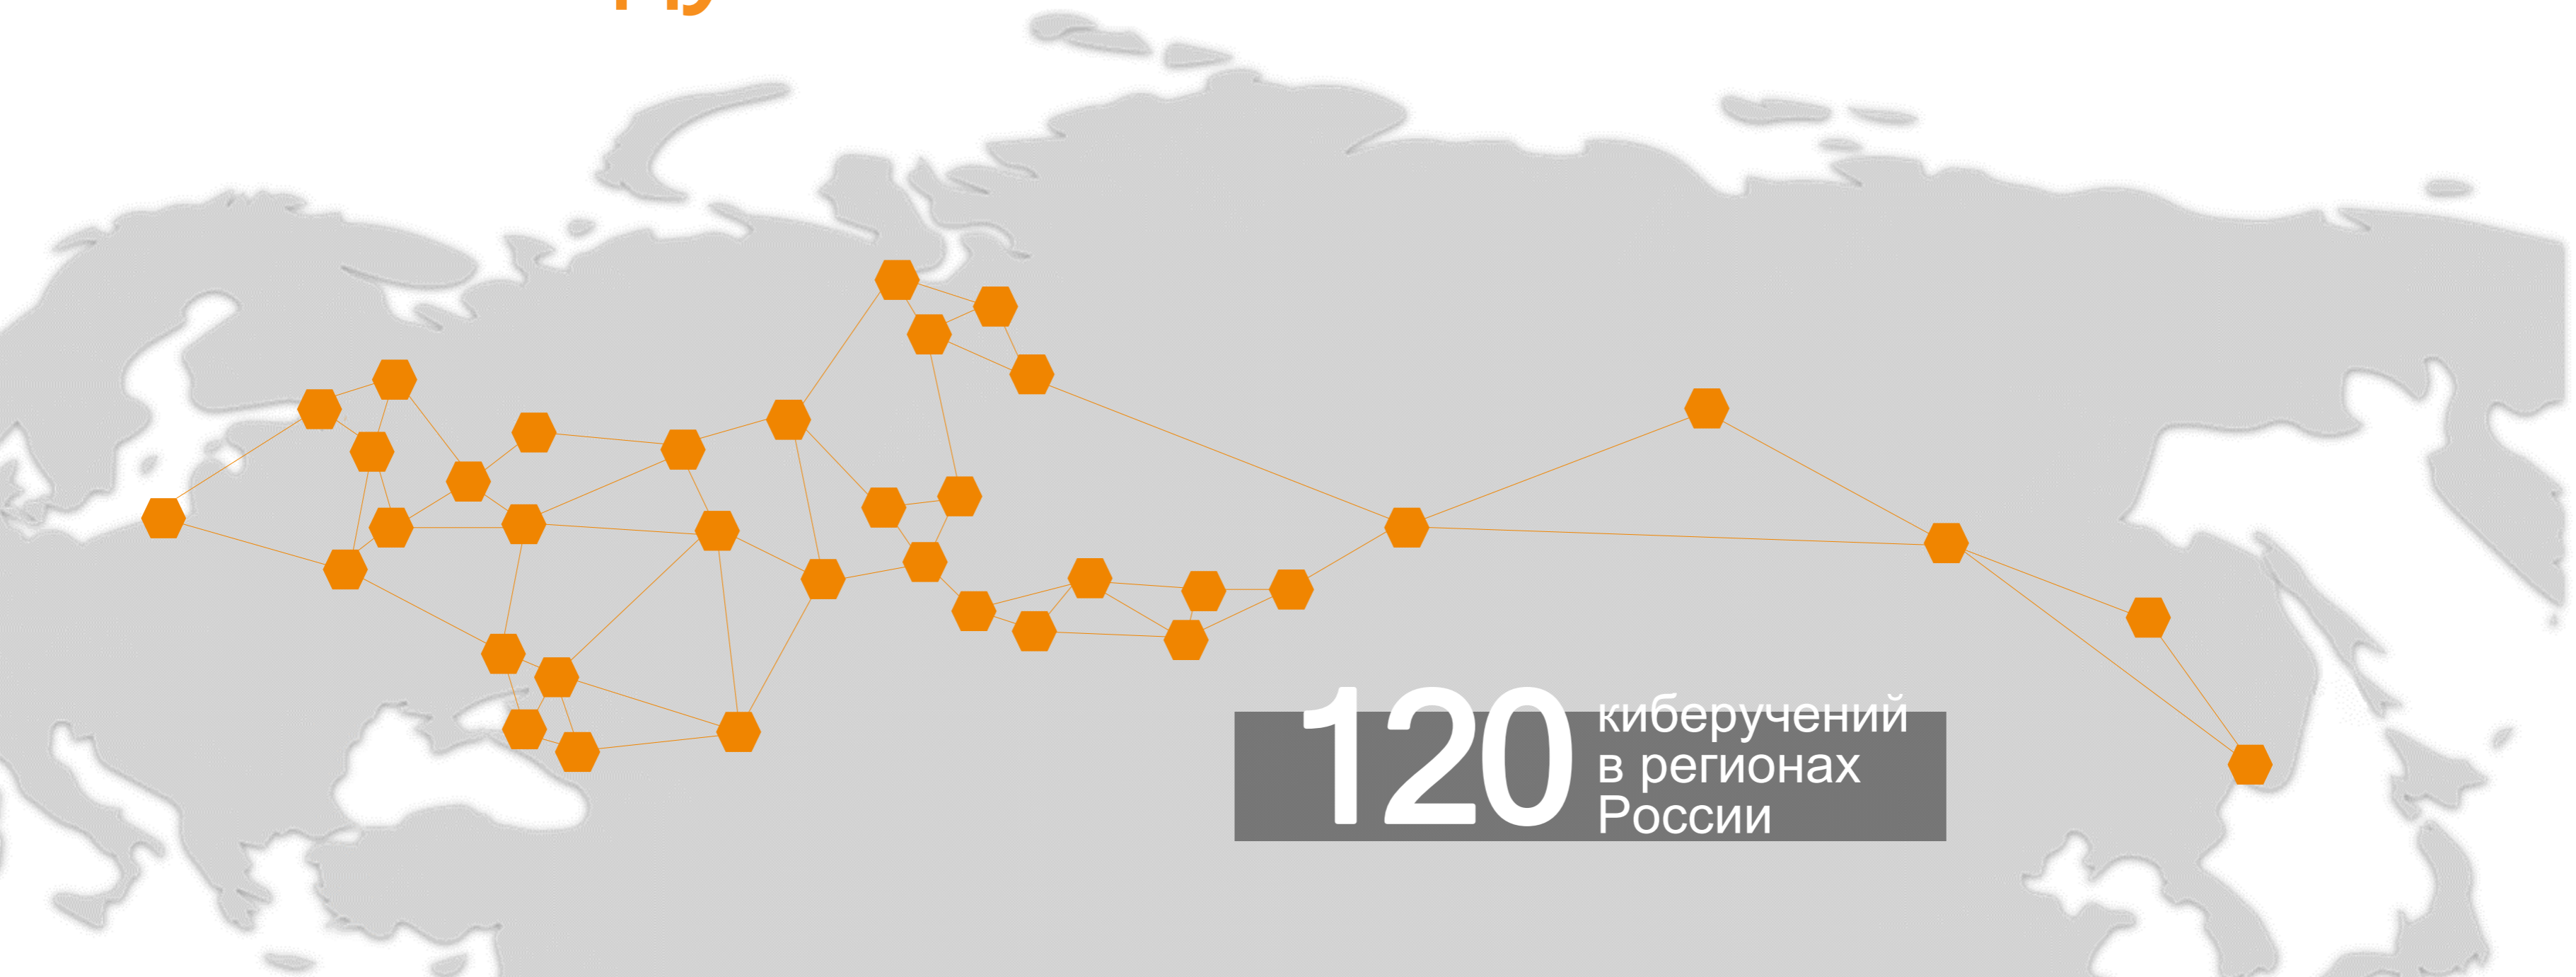 120 киберучений
в регионах
России